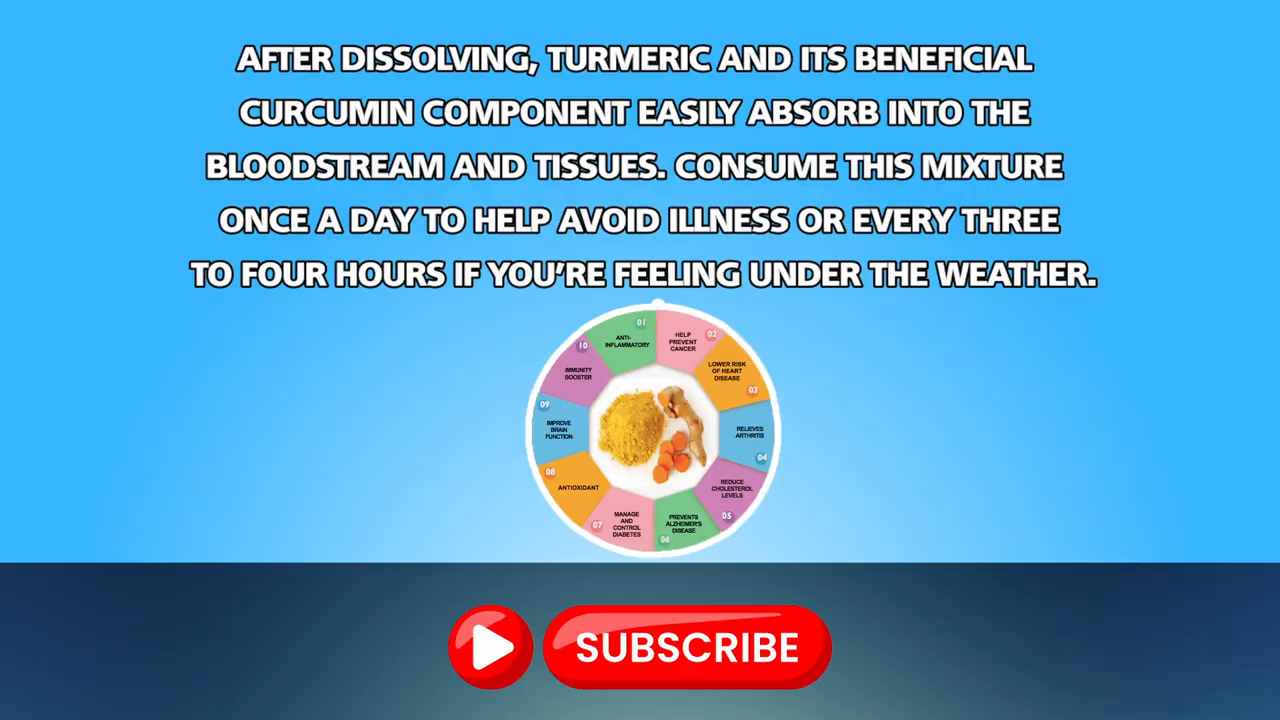 AFTER DISSOLVING, TURMERIC AND ITS BENEFICIAL
CURCUMIN COMPONENT EASILY ABSORB INTO THE
BLOODSTREAM AND TISSUES. CONSUME THIS MIXTURE
ONCE A DAY TO HELP AVOID ILLNESS OR EVERY THREE
TO FOUR HOURS IF YOU'RE FEELING UNDER THE WEATHER.
01
ANTI-
INFLAMMATORY
02
HELP
PREVENT
CANCER
LOWER RISK
OF HEART
DISEASE
03
RELIEVES
ARTHRITIS
04
REDUCE
CHOLESTEROL
LEVELS
05
PREVENTS
ALZHEIMER'S
DISEASE
06
MANAGE
AND
CONTROL
DIABETES
07
08
ANTIOXIDANT
09
IMPROVE
BRAIN
FUNCTION
10
IMMUNITY
BOOSTER
SUBSCRIBE